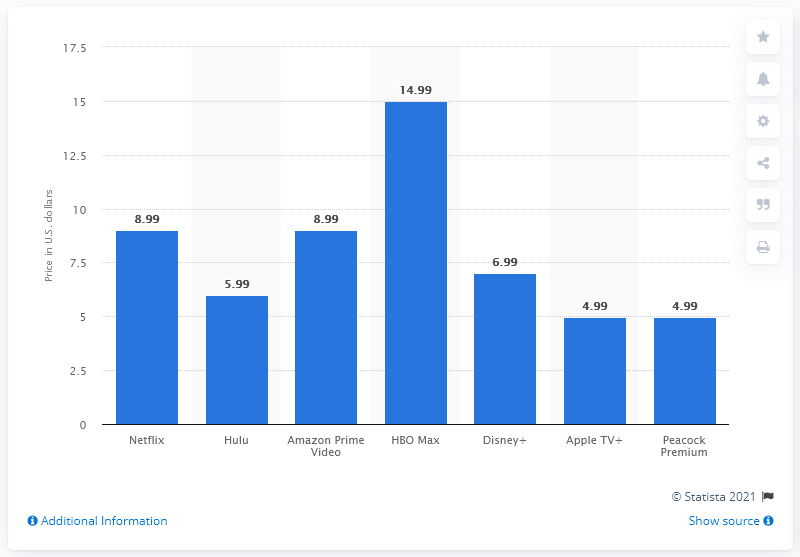 17.5
15
12.5
10
7.5
5
2.5
0
Price in U.S. dollars
8.99
5.99
8.99
14.99
6.99
4.99
4.99
Netflix
Hulu
Amazon Prime
Video
HBO Max
Disney+
Apple TV+
Peacock
Premium
© Statista 2021
Additional Information
Show source